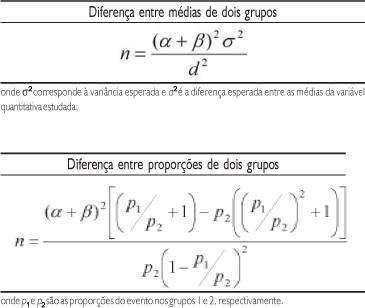 Diferença entre médias de dois grupos
n = (α + β)² σ² / d²
onde σ² corresponde à variância esperada e d² é a diferença esperada entre as médias da variável
quantitativa estudada;
Diferença entre proporções de dois grupos
n = (α + β)² [(p₁/p₂ + 1) − p₂((p₁/p₂)² + 1)] / p₂(1 − p₁/p₂)²
onde p₁ e p₂ são as proporções do evento nos grupos 1 e 2, respectivamente.